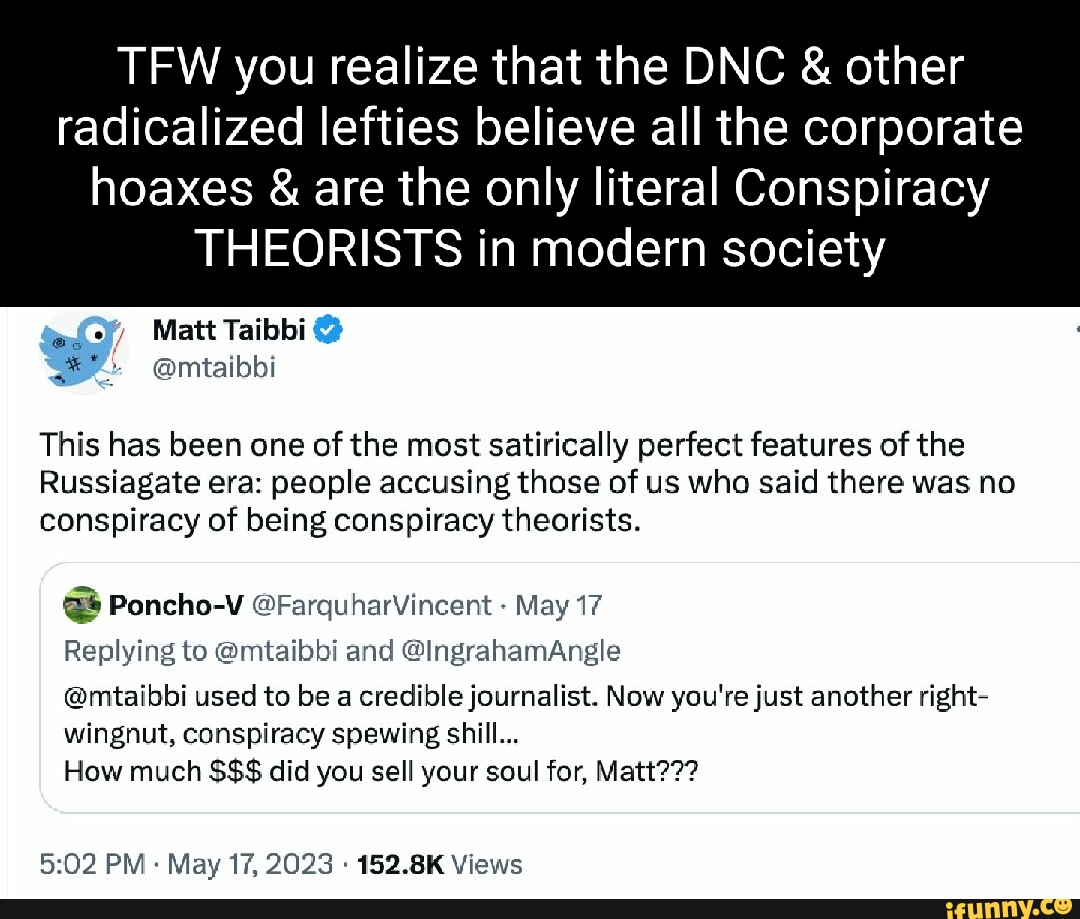 TFW you realize that the DNC & other
radicalized lefties believe all the corporate
hoaxes & are the only literal Conspiracy
THEORISTS in modern society
Matt Taibbi
@mtaibbi
This has been one of the most satirically perfect features of the
Russiagate era: people accusing those of us who said there was no
conspiracy of being conspiracy theorists.
Poncho-V @FarquharVincent · May 17
Replying to @mtaibbi and @IngrahamAngle
@mtaibbi used to be a credible journalist. Now you're just another right-
wingnut, conspiracy spewing shill...
How much $$$ did you sell your soul for, Matt???
5:02 PM · May 17, 2023 · 152.8K Views
ifunny.co